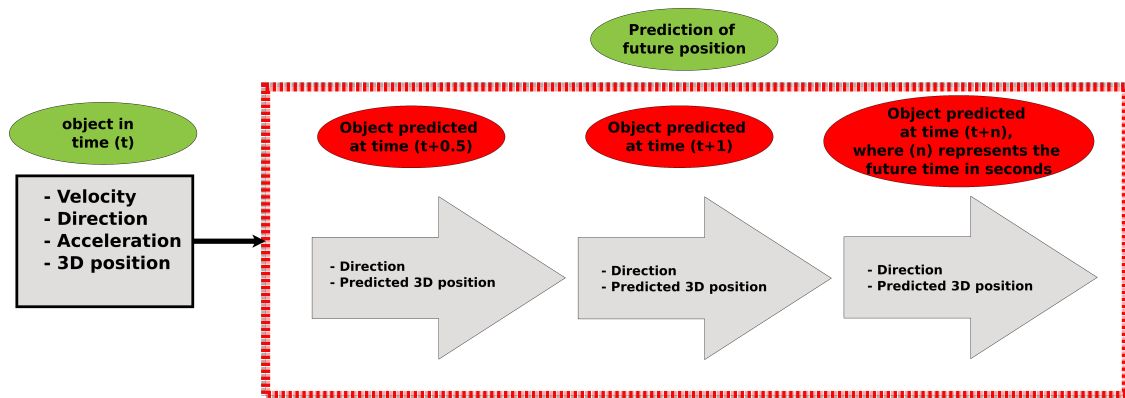 Prediction of
future position
object in
time (t)
- Velocity
- Direction
- Acceleration
- 3D position
Object predicted
at time (t+0.5)
- Direction
- Predicted 3D position
Object predicted
at time (t+1)
- Direction
- Predicted 3D position
Object predicted
at time (t+n),
where (n) represents the
future time in seconds
- Direction
- Predicted 3D position